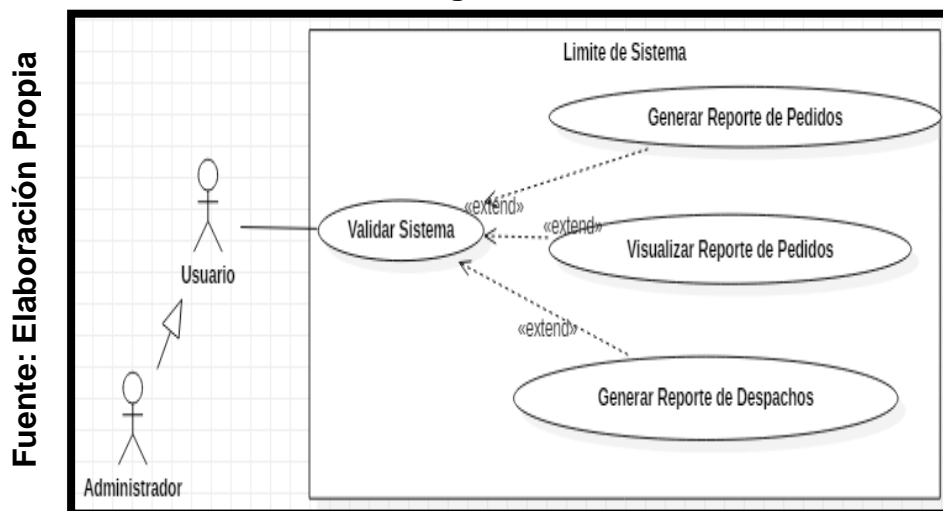 Fuente: Elaboración Propia
Limite de Sistema
Generar Reporte de Pedidos
«extend»
Validar Sistema
«extend»
Visualizar Reporte de Pedidos
Usuario
«extend»
Generar Reporte de Despachos
Administrador